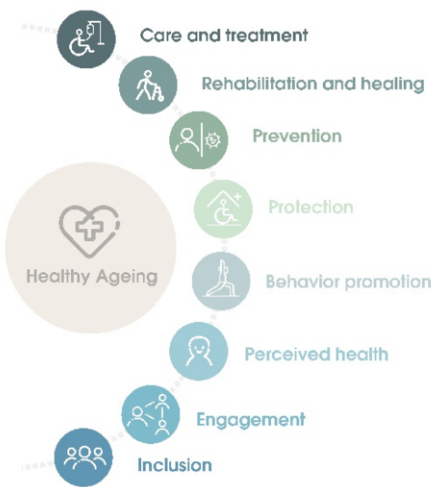 Care and treatment
Rehabilitation and healing
Prevention
Protection
Healthy Ageing
Behavior promotion
Perceived health
Engagement
Inclusion